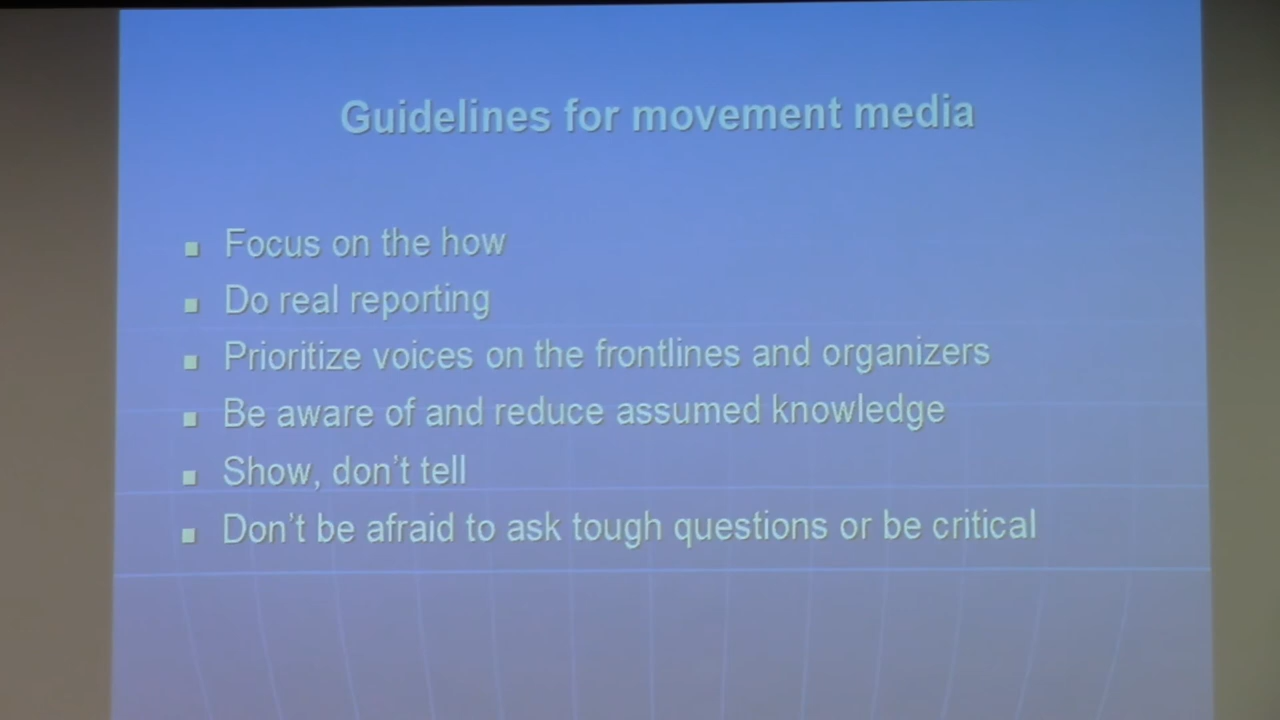 Guidelines for movement media
Focus on the how
Do real reporting
Prioritize voices on the frontlines and organizers
Be aware of and reduce assumed knowledge
Show, don't tell
Don't be afraid to ask tough questions or be critical